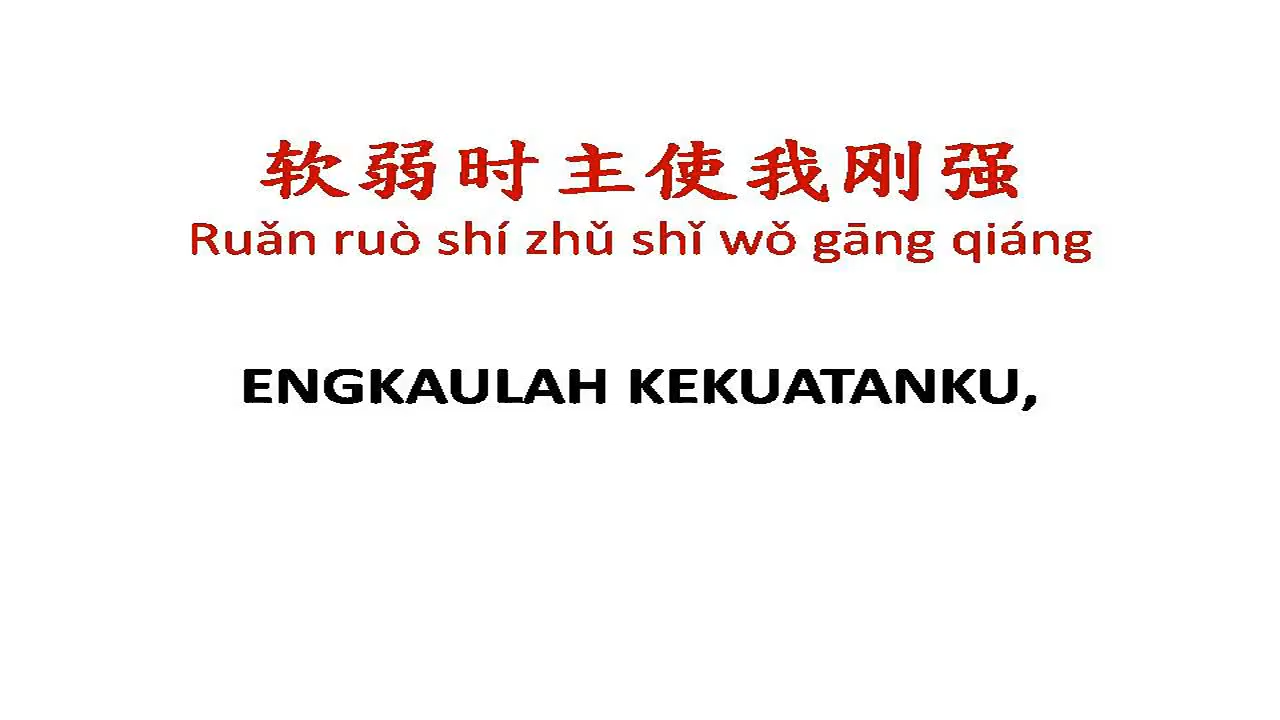 软弱时主使我刚强
Ruǎn ruò shí zhǔ shǐ wǒ gāng qiáng
ENGKAULAH KEKUATANKU,